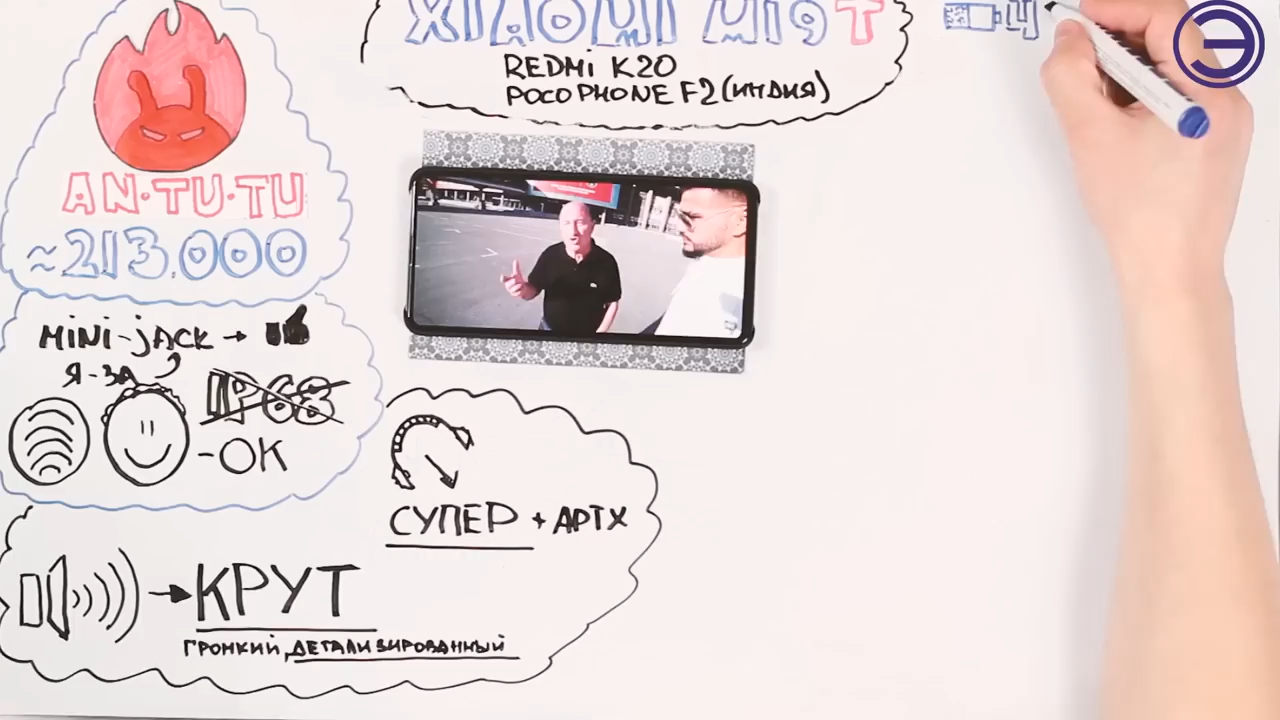 XIAOMI MI9T
REDMI K20
POCOPHONE F2 (ИНДИЯ)
AN·TU·TU
~213.000
MINI-JACK →
Я-ЗА
IP68
-OK
СУПЕР + APTX
→ КРУТ
ГРОМКИЙ, ДЕТАЛИЗИРОВАННЫЙ